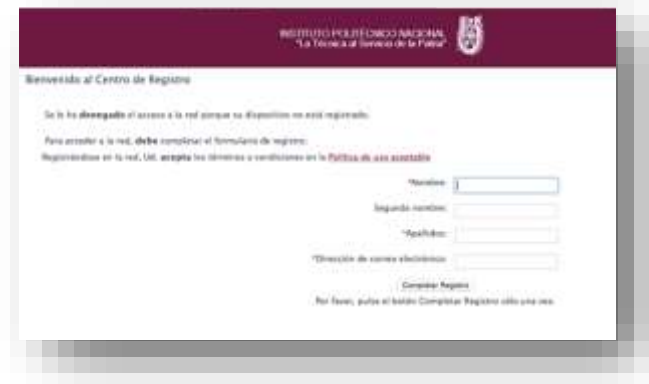 INSTITUTO POLITÉCNICO NACIONAL
"La Técnica al Servicio de la Patria"
Bienvenido al Centro de Registro
Se le ha denegado el acceso a la red porque su dispositivo no está registrado.
Para acceder a la red, debe completar el formulario de registro.
Registrándose en la red, Ud. acepta los términos y condiciones en la Política de uso aceptable
*Nombre:
Segundo nombre:
*Apellidos:
*Dirección de correo electrónico:
Completar Registro
Por favor, pulse el botón Completar Registro sólo una vez.